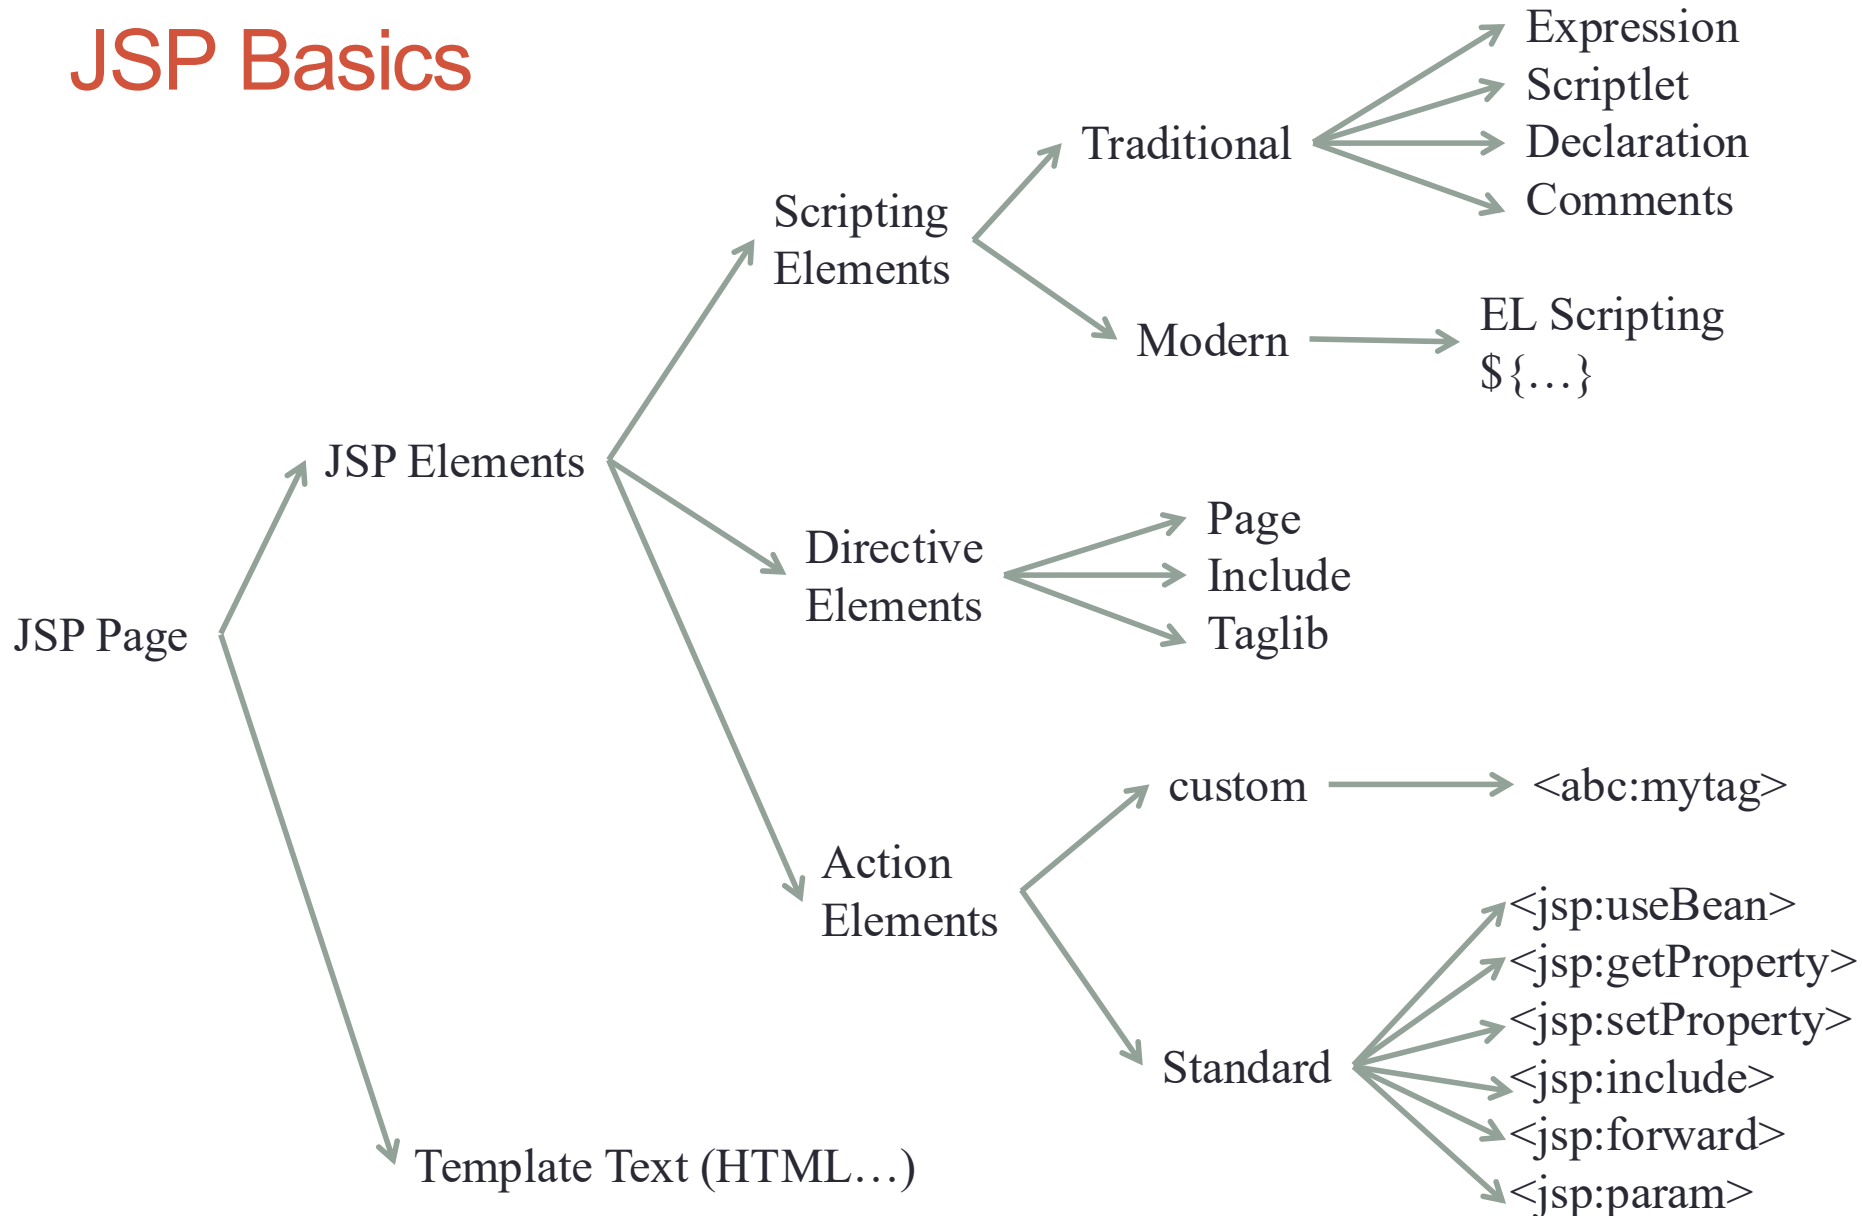 JSP Basics
Expression
Scriptlet
Declaration
Comments
Traditional
Scripting
Elements
Modern
EL Scripting
${…}
JSP Elements
Directive
Elements
Page
Include
Taglib
JSP Page
custom
<abc:mytag>
Action
Elements
Standard
<jsp:useBean>
<jsp:getProperty>
<jsp:setProperty>
<jsp:include>
<jsp:forward>
<jsp:param>
Template Text (HTML…)